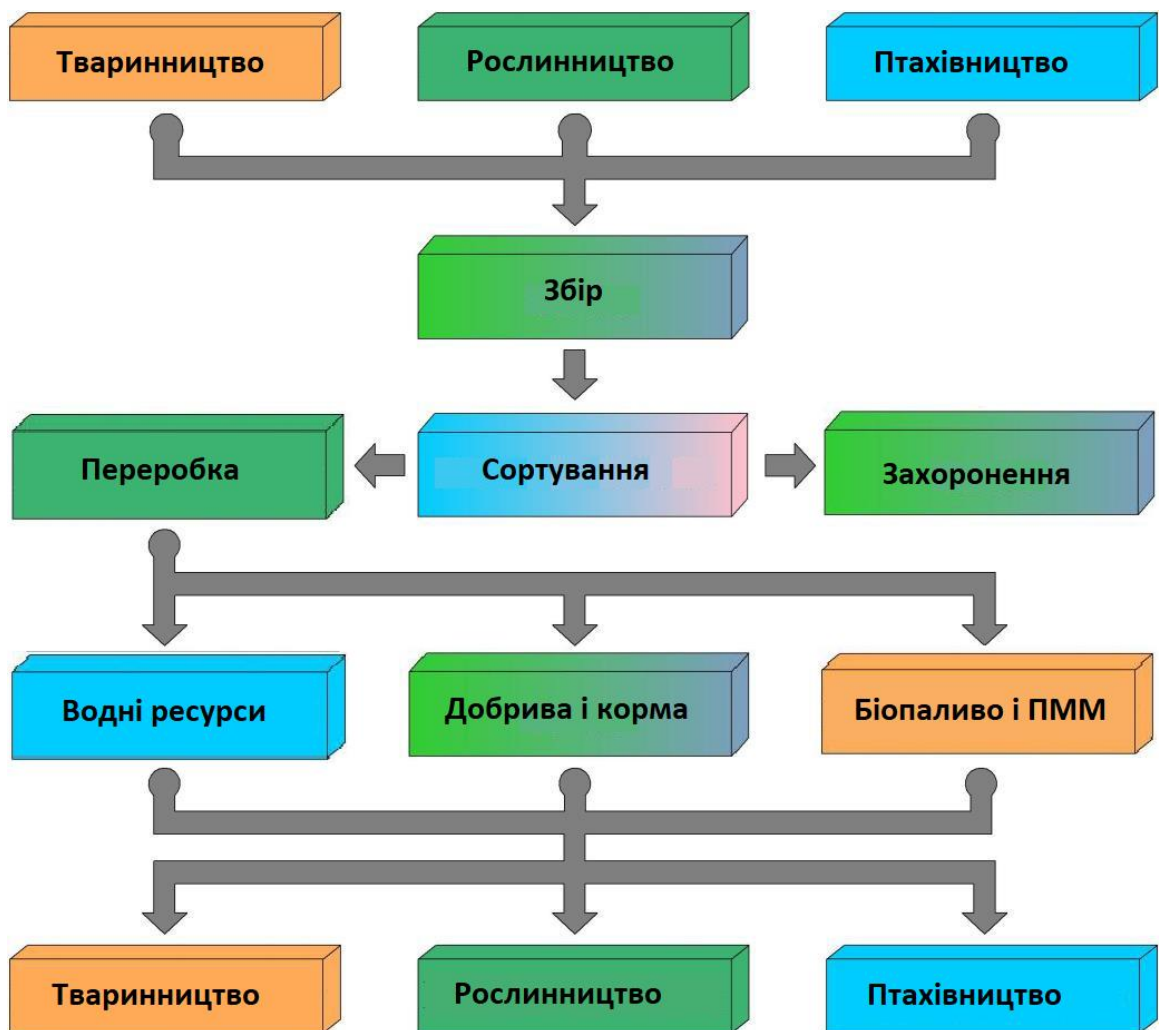 Тваринництво
Рослинництво
Птахівництво
Збір
Переробка
Сортування
Захоронення
Водні ресурси
Добрива і корма
Біопаливо і ПММ
Тваринництво
Рослинництво
Птахівництво